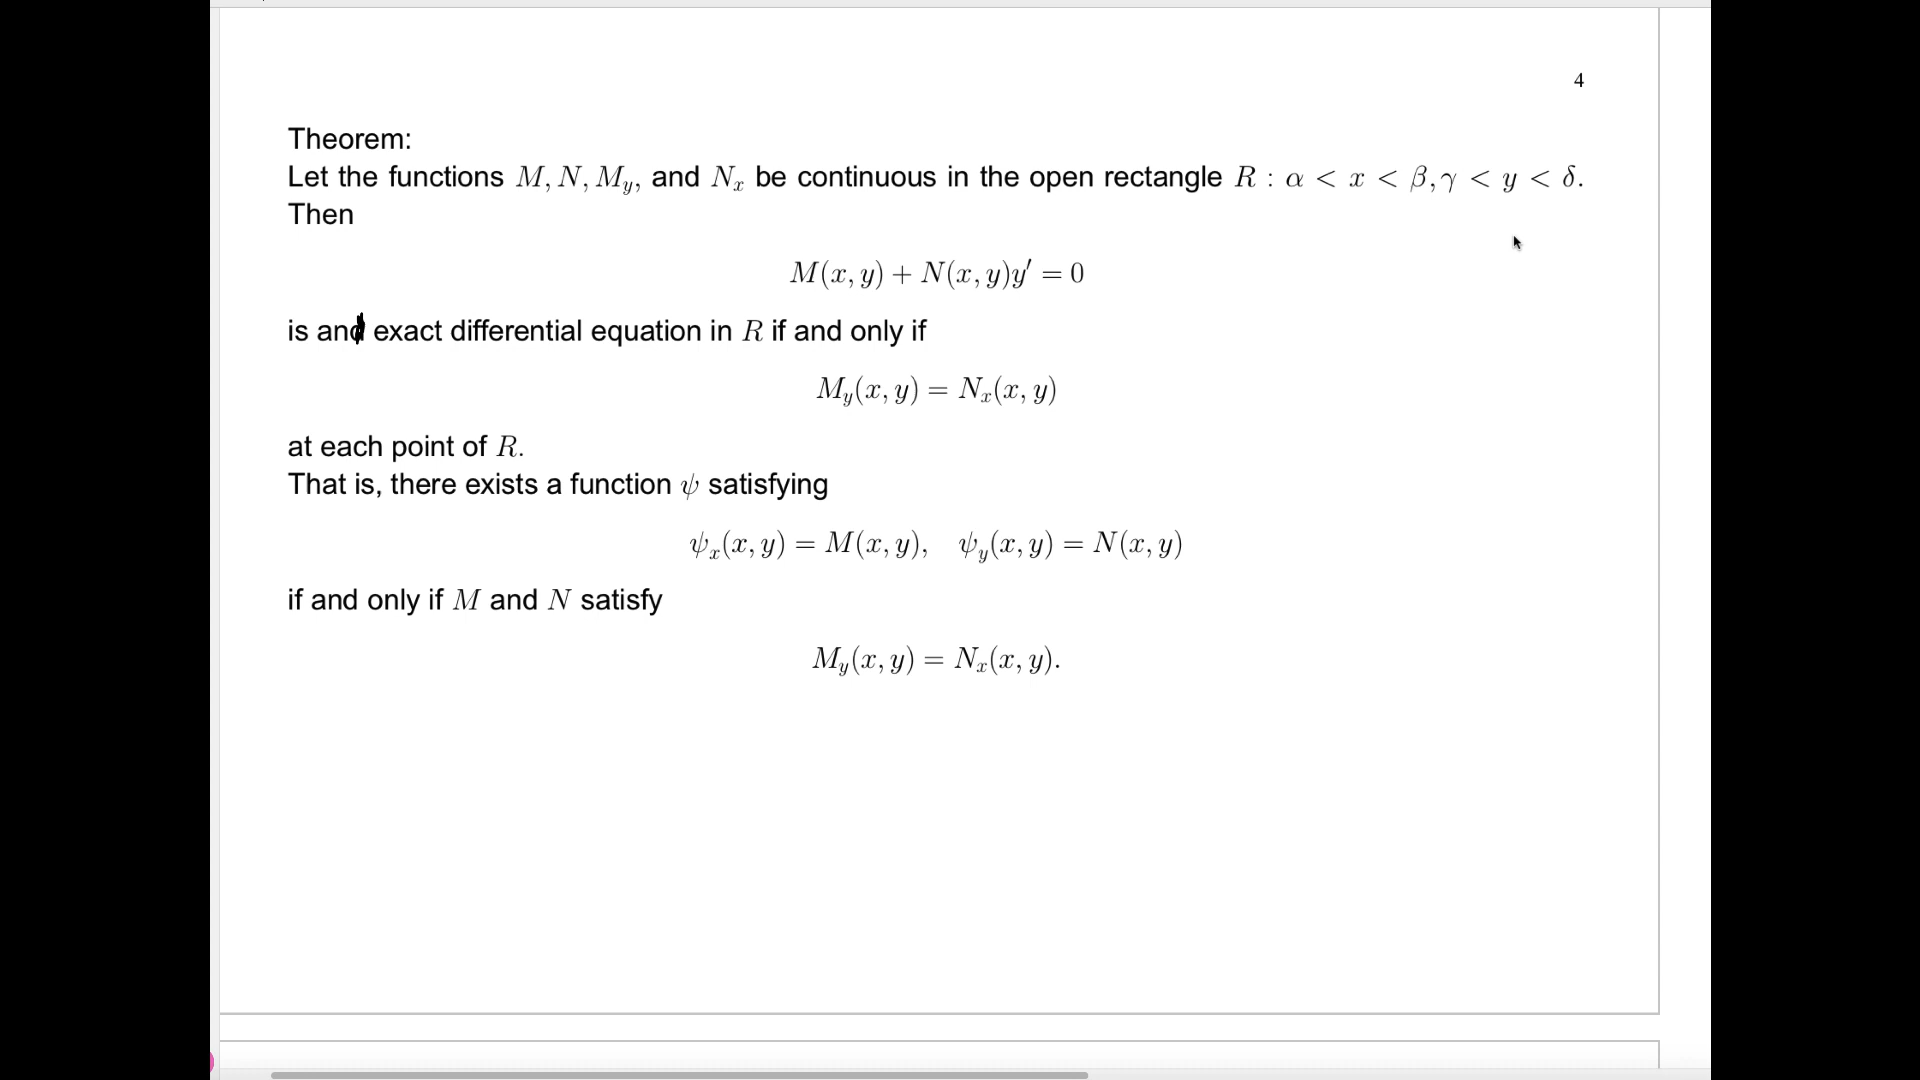 4
Theorem:
Let the functions M, N, M_y, and N_x be continuous in the open rectangle R : α < x < β, γ < y < δ.
Then
M(x, y) + N(x, y)y′ = 0
is an exact differential equation in R if and only if
M_y(x, y) = N_x(x, y)
at each point of R.
That is, there exists a function ψ satisfying
ψ_x(x, y) = M(x, y), ψ_y(x, y) = N(x, y)
if and only if M and N satisfy
M_y(x, y) = N_x(x, y).